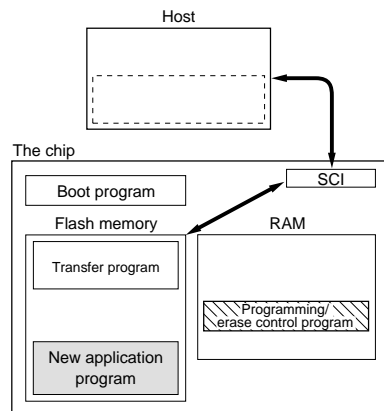 Host
The chip
Boot program
SCI
Flash memory
RAM
Transfer program
Programming/
erase control program
New application
program